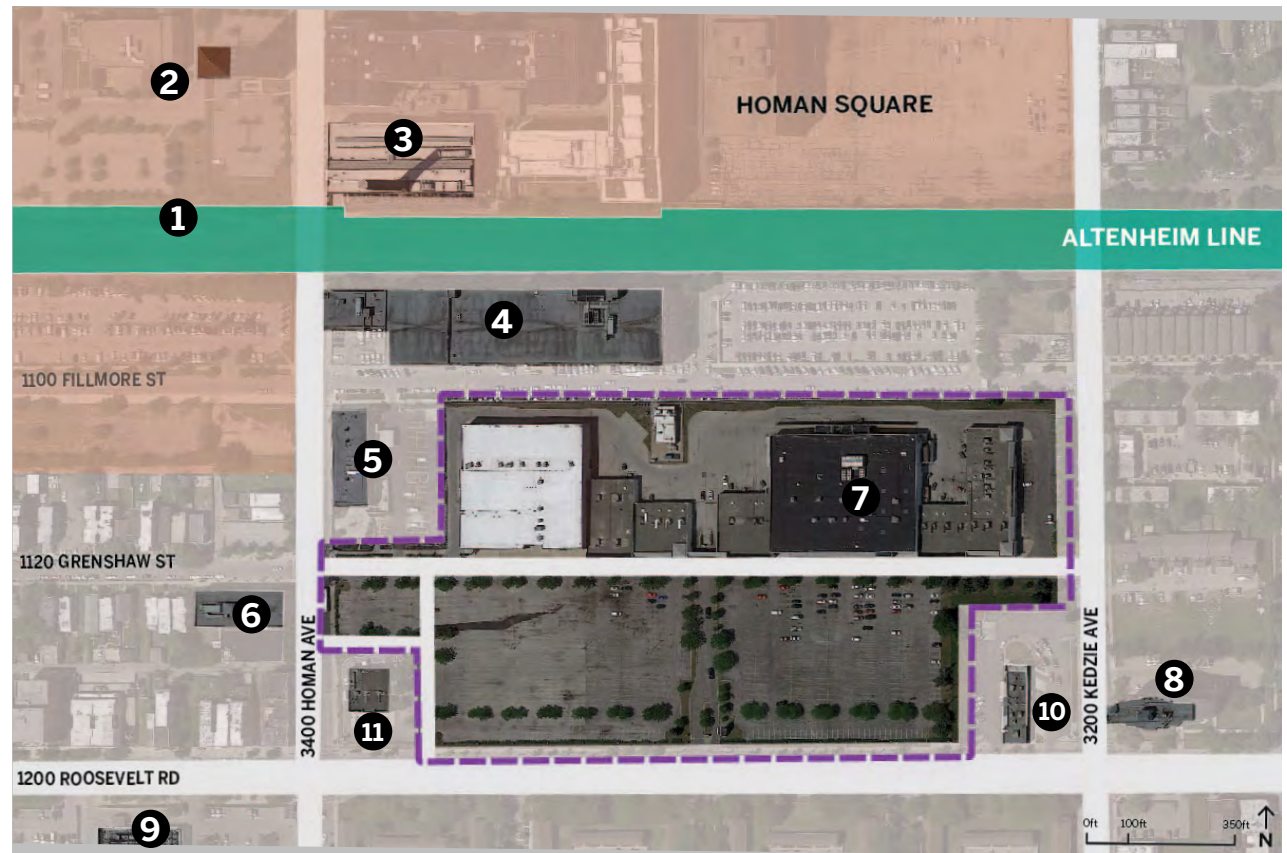 2
3
HOMAN SQUARE
1
ALTENHEIM LINE
4
1100 FILLMORE ST
5
7
1120 GRENSHAW ST
6
3400 HOMAN AVE
3200 KEDZIE AVE
8
10
11
1200 ROOSEVELT RD
9
0ft 100ft 350ft
N